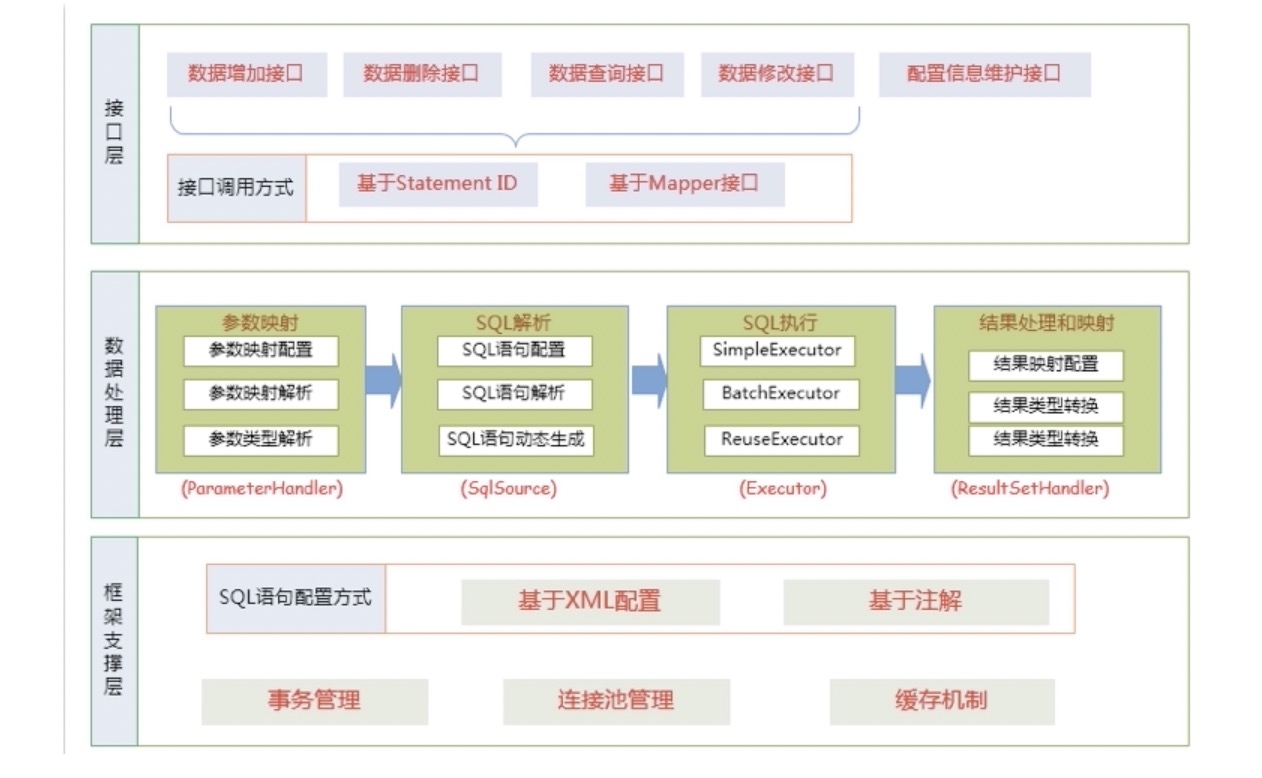 接口层
数据增加接口
数据删除接口
数据查询接口
数据修改接口
配置信息维护接口
接口调用方式
基于Statement ID
基于Mapper接口
数据处理层
参数映射
参数映射配置
参数映射解析
参数类型解析
(ParameterHandler)
SQL解析
SQL语句配置
SQL语句解析
SQL语句动态生成
(SqlSource)
SQL执行
SimpleExecutor
BatchExecutor
ReuseExecutor
(Executor)
结果处理和映射
结果映射配置
结果类型转换
结果类型转换
(ResultSetHandler)
框架支撑层
SQL语句配置方式
基于XML配置
基于注解
事务管理
连接池管理
缓存机制